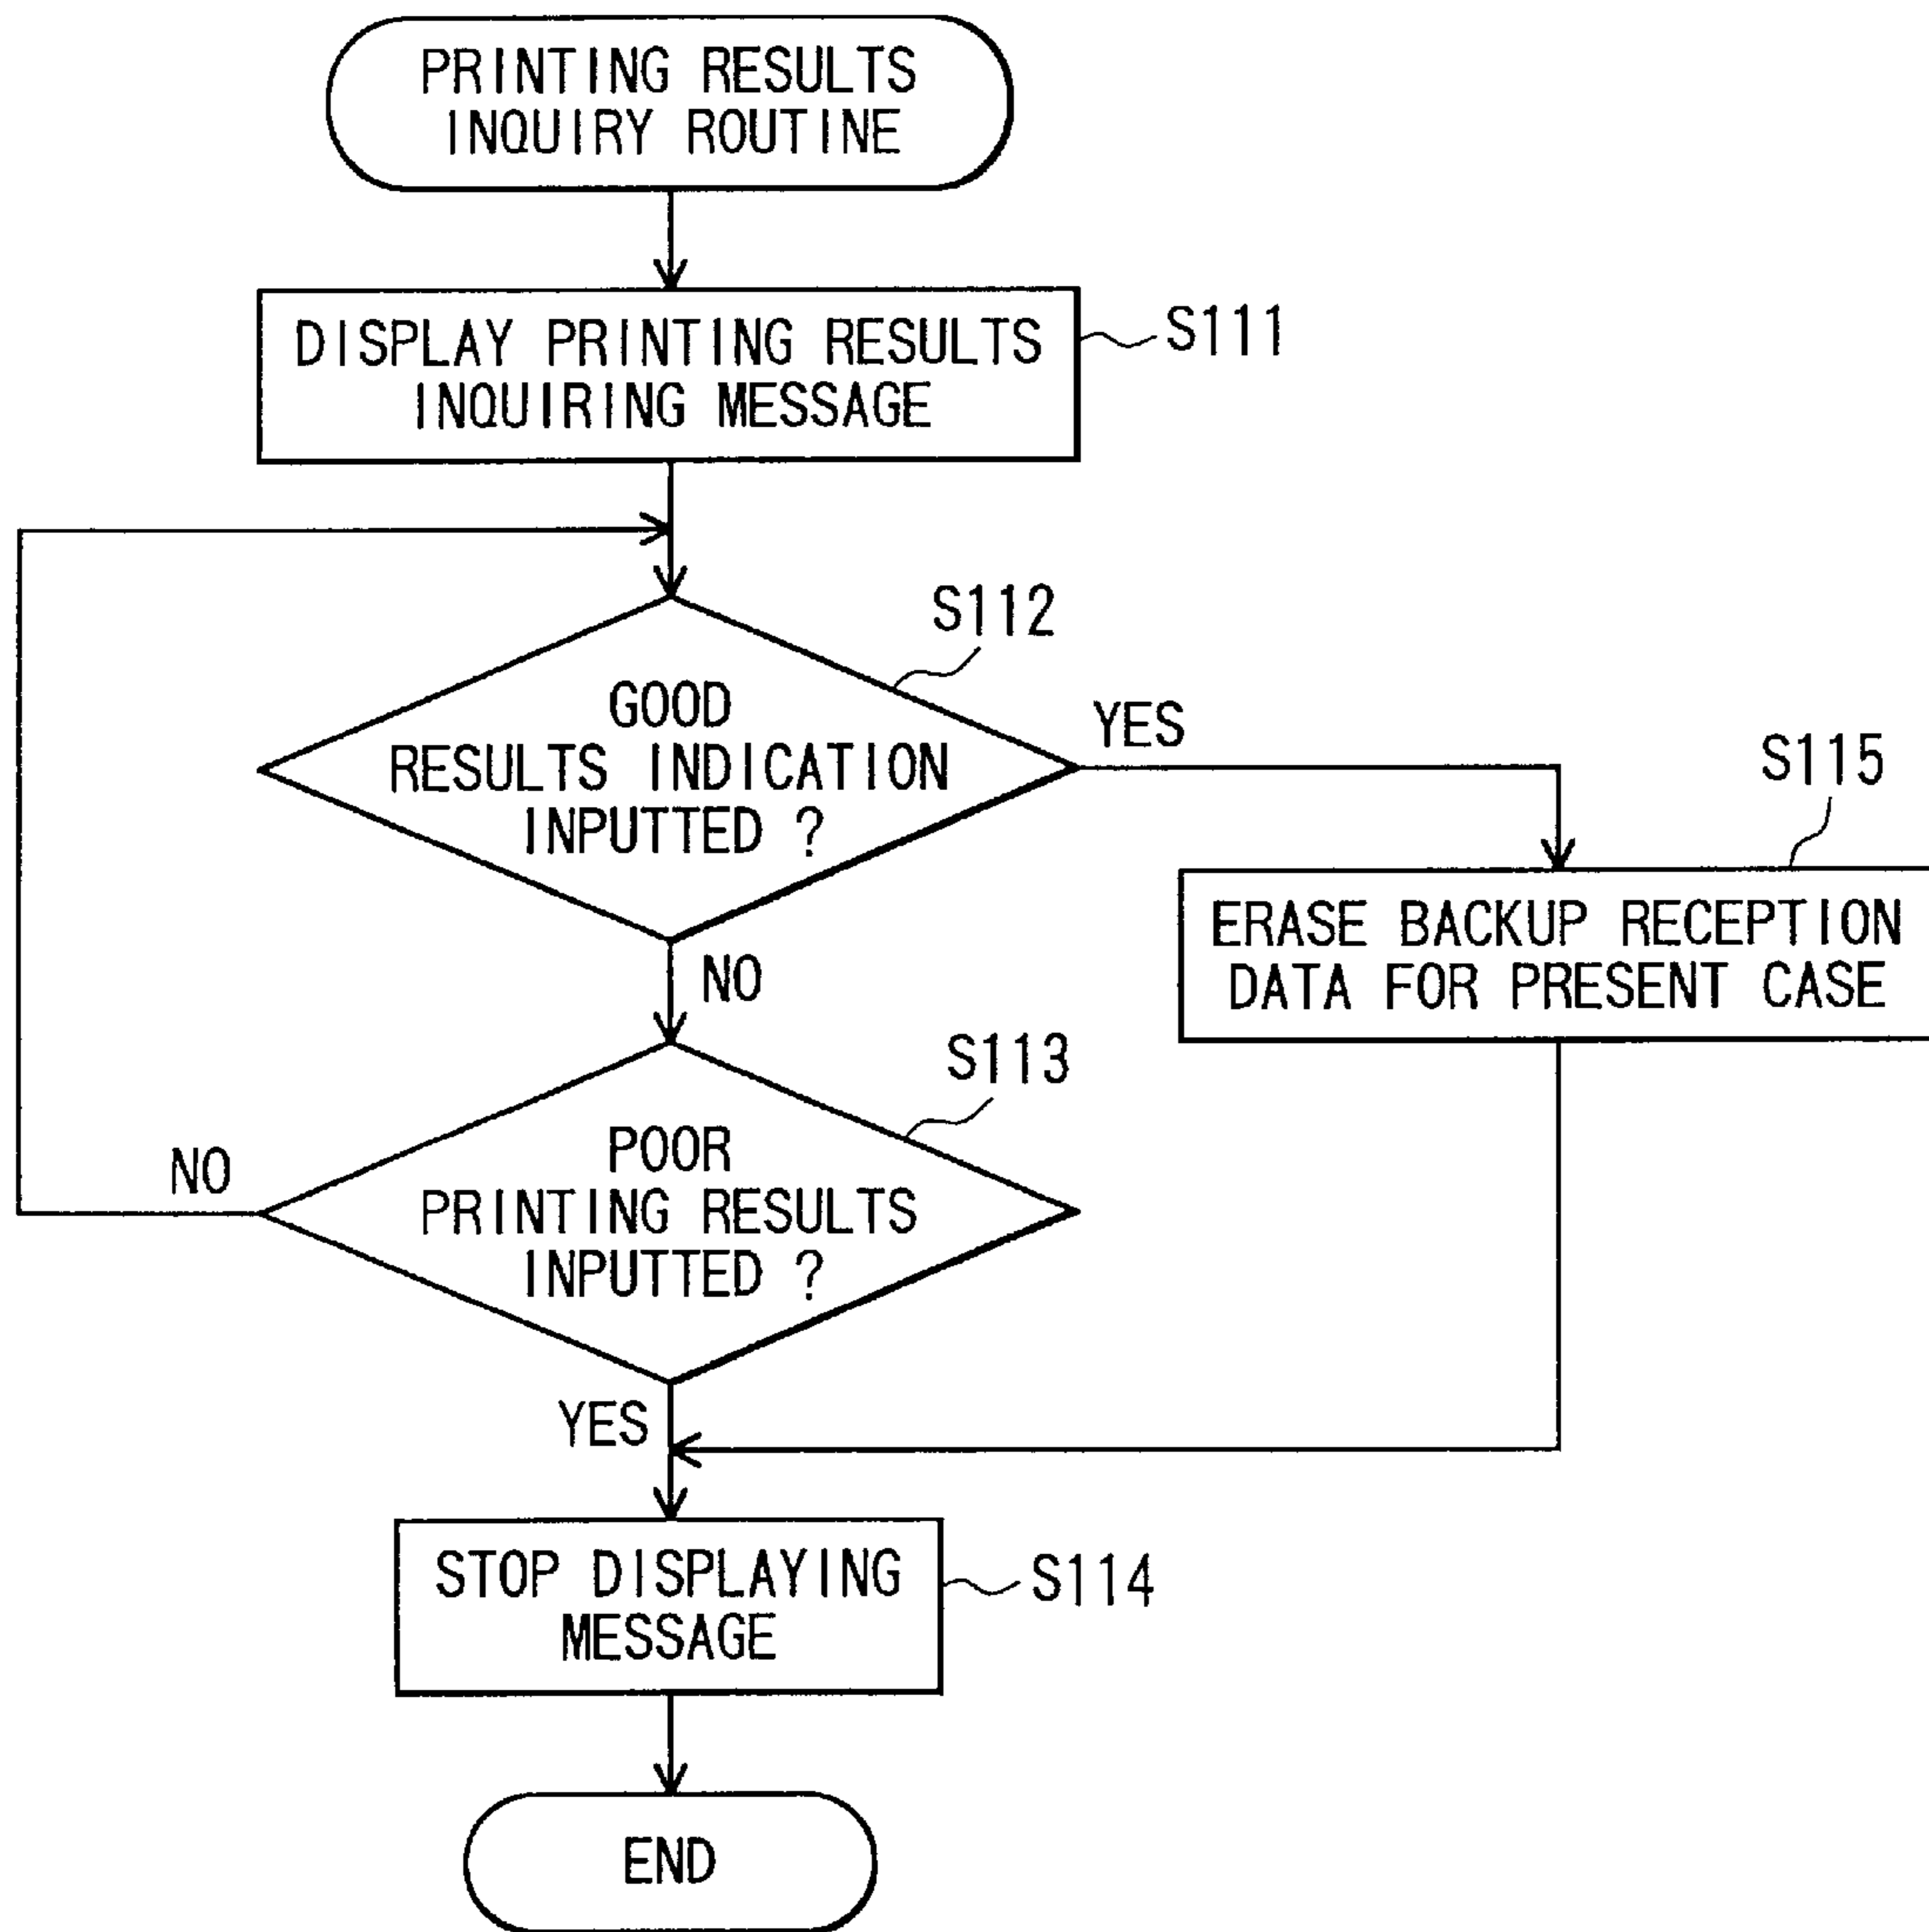 PRINTING RESULTS
INQUIRY ROUTINE
DISPLAY PRINTING RESULTS
INQUIRING MESSAGE
S111
S112
GOOD
RESULTS INDICATION
INPUTTED ?
YES
S115
ERASE BACKUP RECEPTION
DATA FOR PRESENT CASE
NO
S113
POOR
PRINTING RESULTS
INPUTTED ?
NO
YES
STOP DISPLAYING
MESSAGE
S114
END